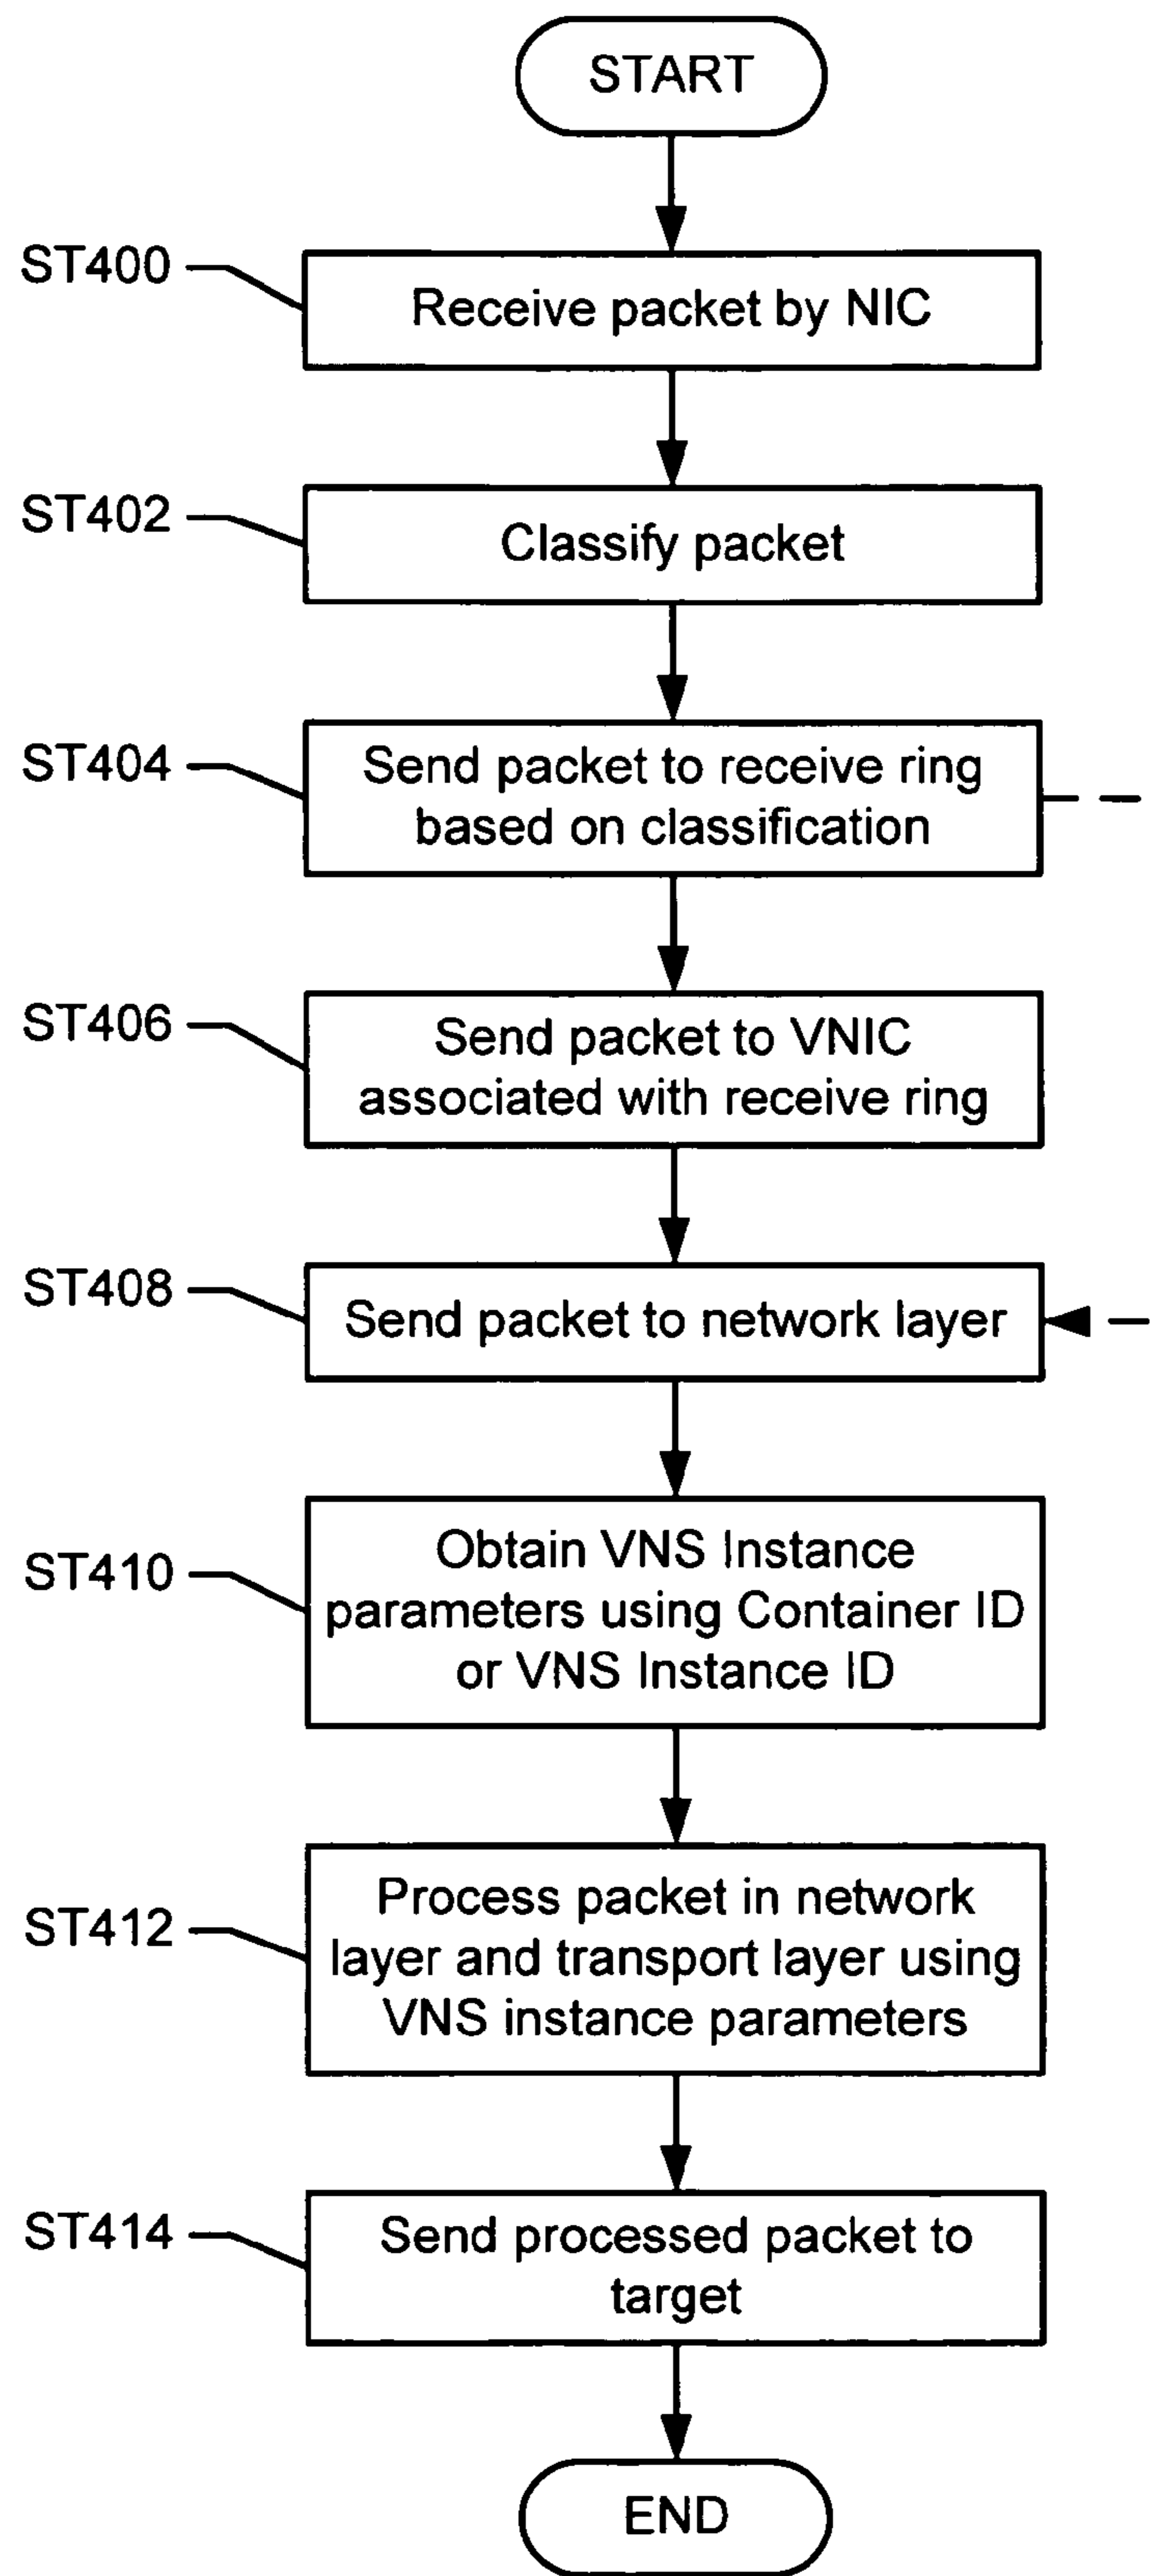 START
ST400
Receive packet by NIC
ST402
Classify packet
ST404
Send packet to receive ring
based on classification
ST406
Send packet to VNIC
associated with receive ring
ST408
Send packet to network layer
ST410
Obtain VNS Instance
parameters using Container ID
or VNS Instance ID
ST412
Process packet in network
layer and transport layer using
VNS instance parameters
ST414
Send processed packet to
target
END